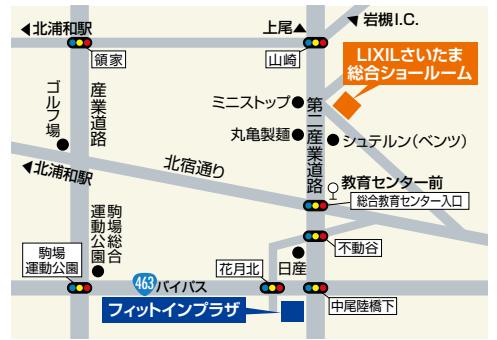 ◀北浦和駅
上尾▲
岩槻I.C.
領家
山崎
LIXILさいたま
総合ショールーム
ゴルフ場
産業道路
ミニストップ
第二産業道路
丸亀製麺
シュテルン(ベンツ)
北宿通り
◀北浦和駅
教育センター前
総合教育センター入口
駒場総合
運動公園
不動谷
駒場
運動公園
花月北
日産
463
バイパス
中尾陸橋下
フィットインプラザ